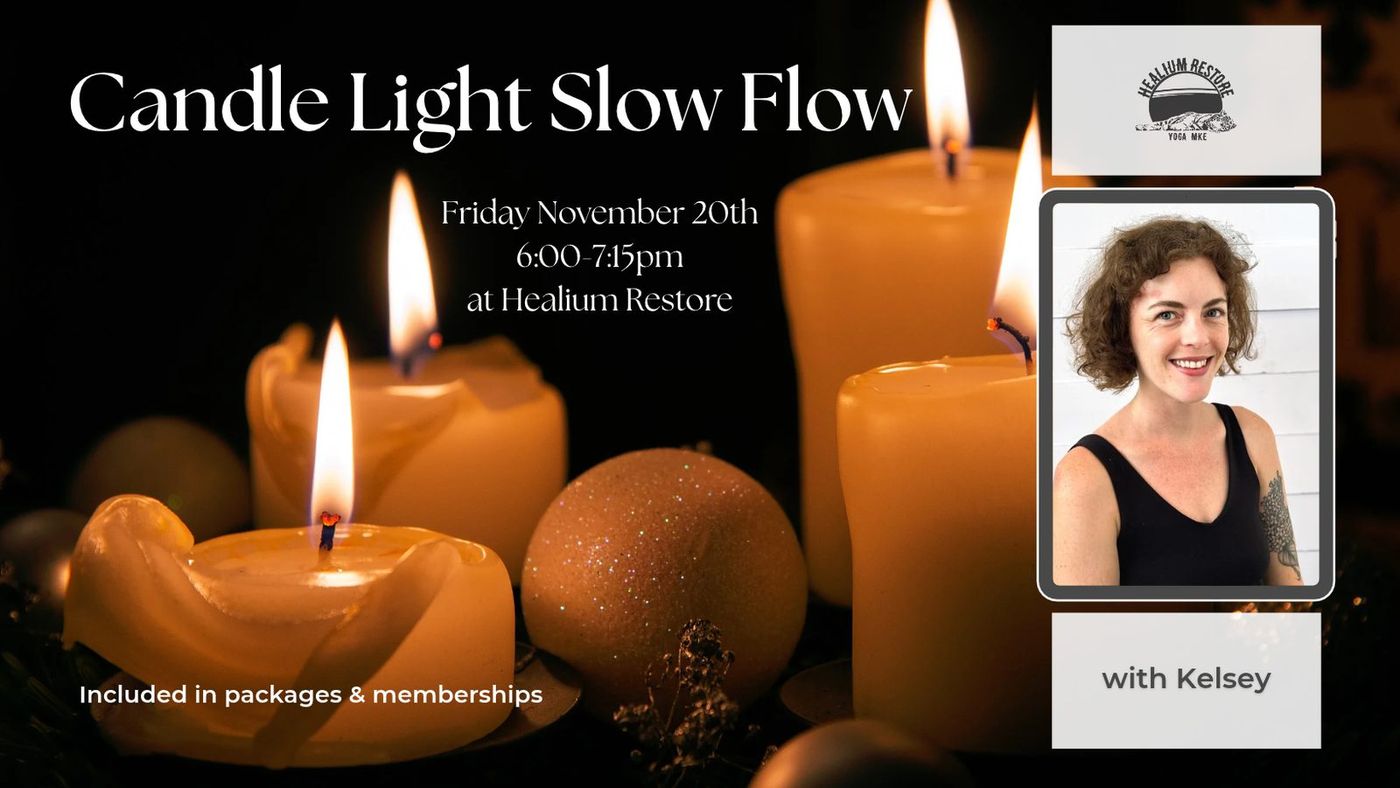 Candle Light Slow Flow
Friday November 20th
6:00-7:15pm
at Healium Restore
Included in packages & memberships
HEALIUM RESTORE
YOGA MKE
with Kelsey